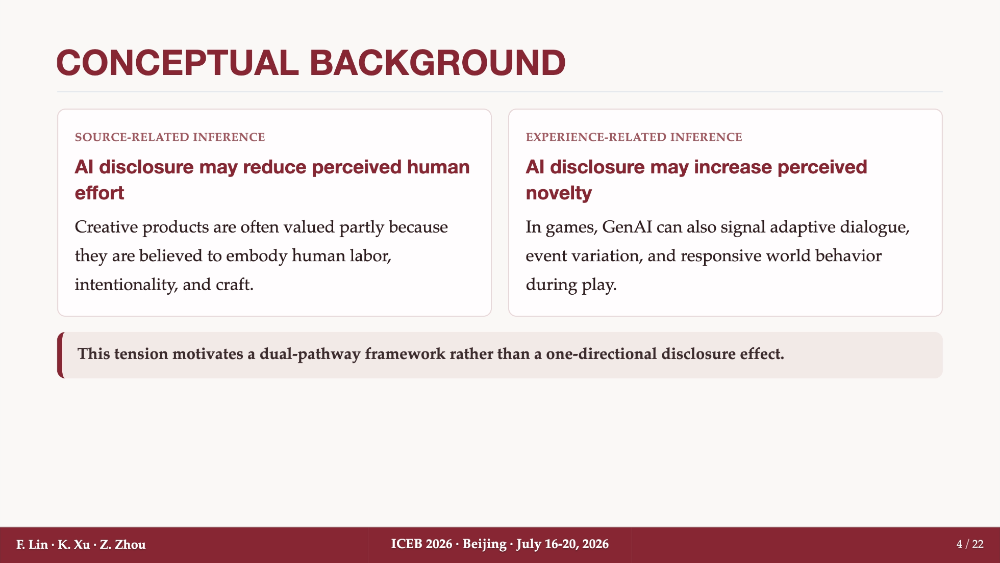 CONCEPTUAL BACKGROUND
SOURCE-RELATED INFERENCE
AI disclosure may reduce perceived human
effort
Creative products are often valued partly because
they are believed to embody human labor,
intentionality, and craft.
EXPERIENCE-RELATED INFERENCE
AI disclosure may increase perceived
novelty
In games, GenAI can also signal adaptive dialogue,
event variation, and responsive world behavior
during play.
This tension motivates a dual-pathway framework rather than a one-directional disclosure effect.
F. Lin · K. Xu · Z. Zhou
ICEB 2026 · Beijing · July 16-20, 2026
4 / 22